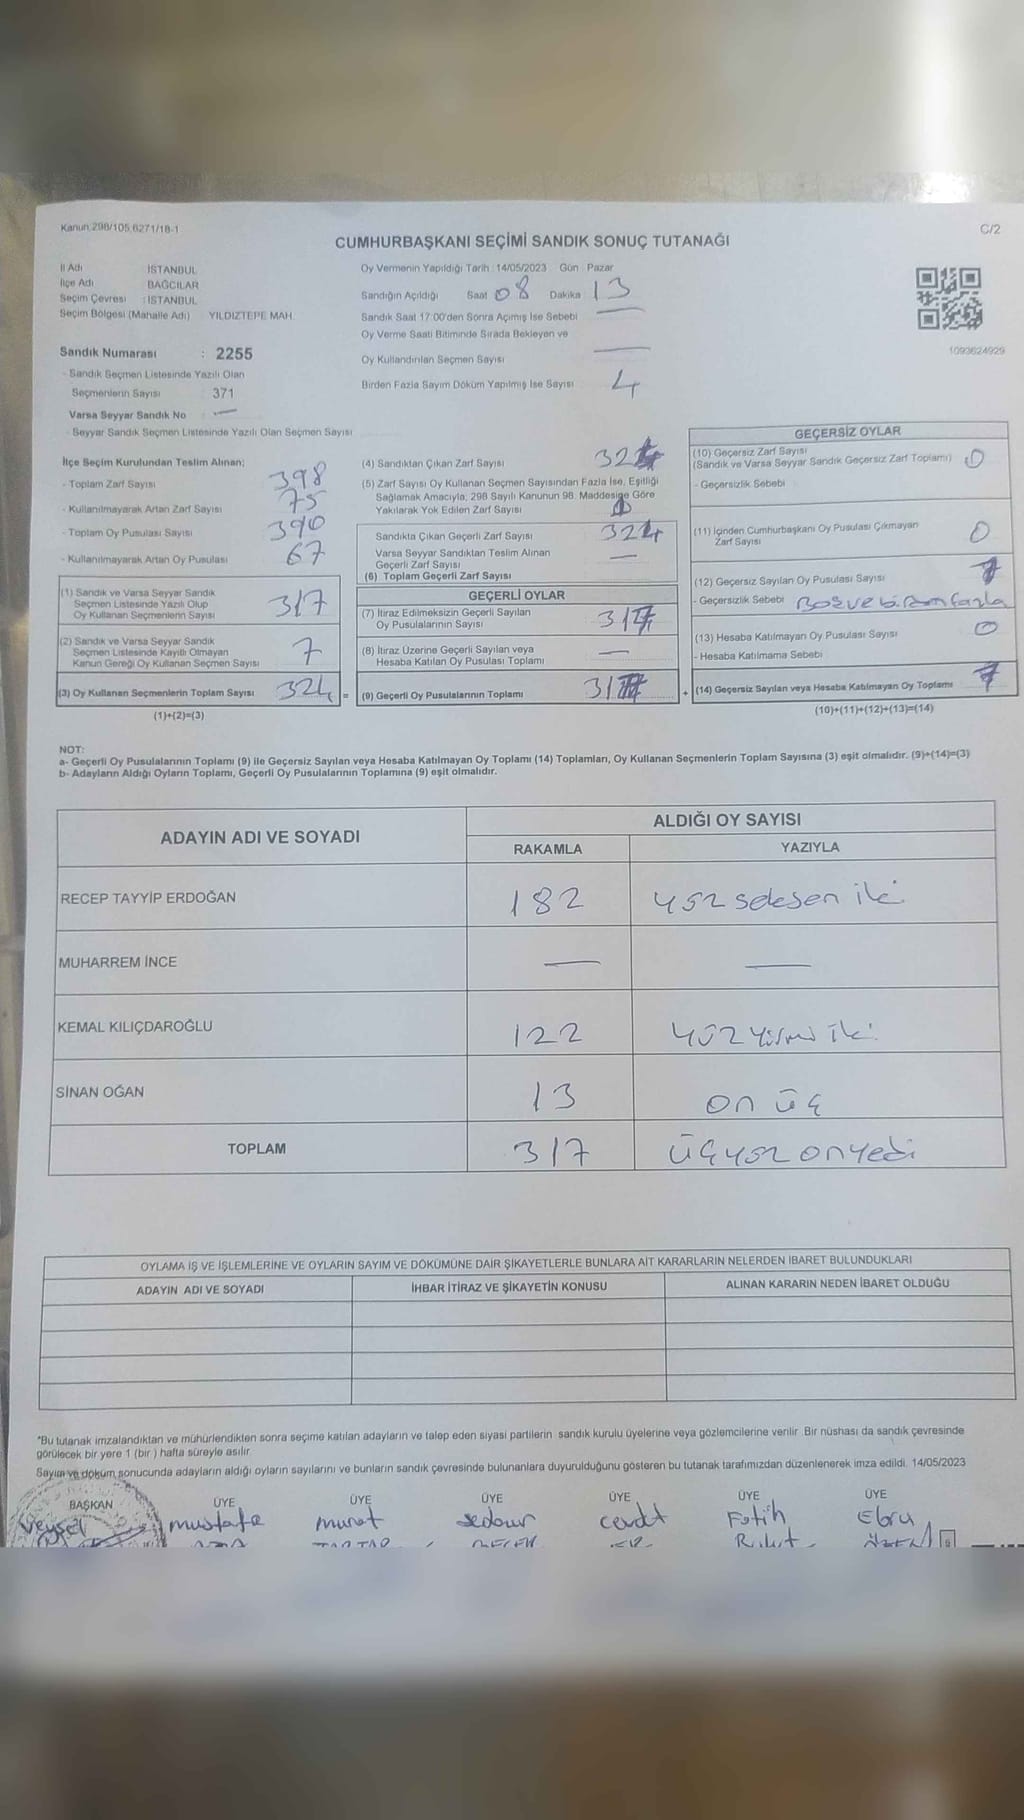 Kanun:298/105,6271/18-1
C/2
CUMHURBAŞKANI SEÇİMİ SANDIK SONUÇ TUTANAĞI
İl Adı İSTANBUL
İlçe Adı BAĞCILAR
Seçim Çevresi : İSTANBUL
Seçim Bölgesi (Mahalle Adı) YILDIZTEPE MAH.
Oy Vermenin Yapıldığı Tarih : 14/05/2023 Gün : Pazar
Sandığın Açıldığı Saat 08 Dakika 13
Sandık Saat 17:00'den Sonra Açımış İse Sebebi —
Oy Verme Saati Bitiminde Sırada Bekleyen ve
Oy Kullandırılan Seçmen Sayısı —
Birden Fazla Sayım Döküm Yapılmış İse Sayısı 4
1093624929
Sandık Numarası : 2255
- Sandık Seçmen Listesinde Yazılı Olan
Seçmenlerin Sayısı 371
Varsa Seyyar Sandık No —
- Seyyar Sandık Seçmen Listesinde Yazılı Olan Seçmen Sayısı
İlçe Seçim Kurulundan Teslim Alınan;
- Toplam Zarf Sayısı 398
- Kullanılmayarak Artan Zarf Sayısı 75
- Toplam Oy Pusulası Sayısı 390
- Kullanılmayarak Artan Oy Pusulası 67
(1) Sandık ve Varsa Seyyar Sandık
Seçmen Listesinde Yazılı Olup
Oy Kullanan Seçmenlerin Sayısı 317
(2) Sandık ve Varsa Seyyar Sandık
Seçmen Listesinde Kayıtlı Olmayan
Kanun Gereği Oy Kullanan Seçmen Sayısı 7
(3) Oy Kullanan Seçmenlerin Toplam Sayısı 324 =
(1)+(2)=(3)
(4) Sandıktan Çıkan Zarf Sayısı 324
(5) Zarf Sayısı Oy Kullanan Seçmen Sayısından Fazla İse, Eşitliği
Sağlamak Amacıyla, 298 Sayılı Kanunun 98. Maddesine Göre
Yakılarak Yok Edilen Zarf Sayısı
Sandıkta Çıkan Geçerli Zarf Sayısı 324
Varsa Seyyar Sandıktan Teslim Alınan
Geçerli Zarf Sayısı —
(6) Toplam Geçerli Zarf Sayısı
GEÇERLİ OYLAR
(7) İtiraz Edilmeksizin Geçerli Sayılan
Oy Pusulalarının Sayısı 317
(8) İtiraz Üzerine Geçerli Sayılan veya
Hesaba Katılan Oy Pusulası Toplamı —
(9) Geçerli Oy Pusulalarının Toplamı 317 +
GEÇERSİZ OYLAR
(10) Geçersiz Zarf Sayısı
(Sandık ve Varsa Seyyar Sandık Geçersiz Zarf Toplamı) 0
- Geçersizlik Sebebi
(11) İçinden Cumhurbaşkanı Oy Pusulası Çıkmayan
Zarf Sayısı 0
(12) Geçersiz Sayılan Oy Pusulası Sayısı 7
- Geçersizlik Sebebi Boş ve birden fazla
(13) Hesaba Katılmayan Oy Pusulası Sayısı 0
- Hesaba Katılmama Sebebi
(14) Geçersiz Sayılan veya Hesaba Katılmayan Oy Toplamı 7
(10)+(11)+(12)+(13)=(14)
NOT:
a- Geçerli Oy Pusulalarının Toplamı (9) ile Geçersiz Sayılan veya Hesaba Katılmayan Oy Toplamı (14) Toplamları, Oy Kullanan Seçmenlerin Toplam Sayısına (3) eşit olmalıdır. (9)+(14)=(3)
b- Adayların Aldığı Oyların Toplamı, Geçerli Oy Pusulalarının Toplamına (9) eşit olmalıdır.
ADAYIN ADI VE SOYADI
ALDIĞI OY SAYISI
RAKAMLA YAZIYLA
RECEP TAYYİP ERDOĞAN 182 yüz seksen iki
MUHARREM İNCE — —
KEMAL KILIÇDAROĞLU 122 yüz yirmi iki
SİNAN OĞAN 13 on üç
TOPLAM 317 üçyüz onyedi
OYLAMA İŞ VE İŞLEMLERİNE VE OYLARIN SAYIM VE DÖKÜMÜNE DAİR ŞİKAYETLERLE BUNLARA AİT KARARLARIN NELERDEN İBARET BULUNDUKLARI
ADAYIN ADI VE SOYADI İHBAR İTİRAZ VE ŞİKAYETİN KONUSU ALINAN KARARIN NEDEN İBARET OLDUĞU
*Bu tutanak imzalandıktan ve mühürlendikten sonra seçime katılan adayların ve talep eden siyasi partilerin sandık kurulu üyelerine veya gözlemcilerine verilir. Bir nüshası da sandık çevresinde
görülecek bir yere 1 (bir ) hafta süreyle asılır.
Sayım ve döküm sonucunda adayların aldığı oyların sayılarını ve bunların sandık çevresinde bulunanlara duyurulduğunu gösteren bu tutanak tarafımızdan düzenlenerek imza edildi. 14/05/2023
BAŞKAN ÜYE ÜYE ÜYE ÜYE ÜYE ÜYE
Veysel Mustafa Murat Cevdet Fatih Ebru